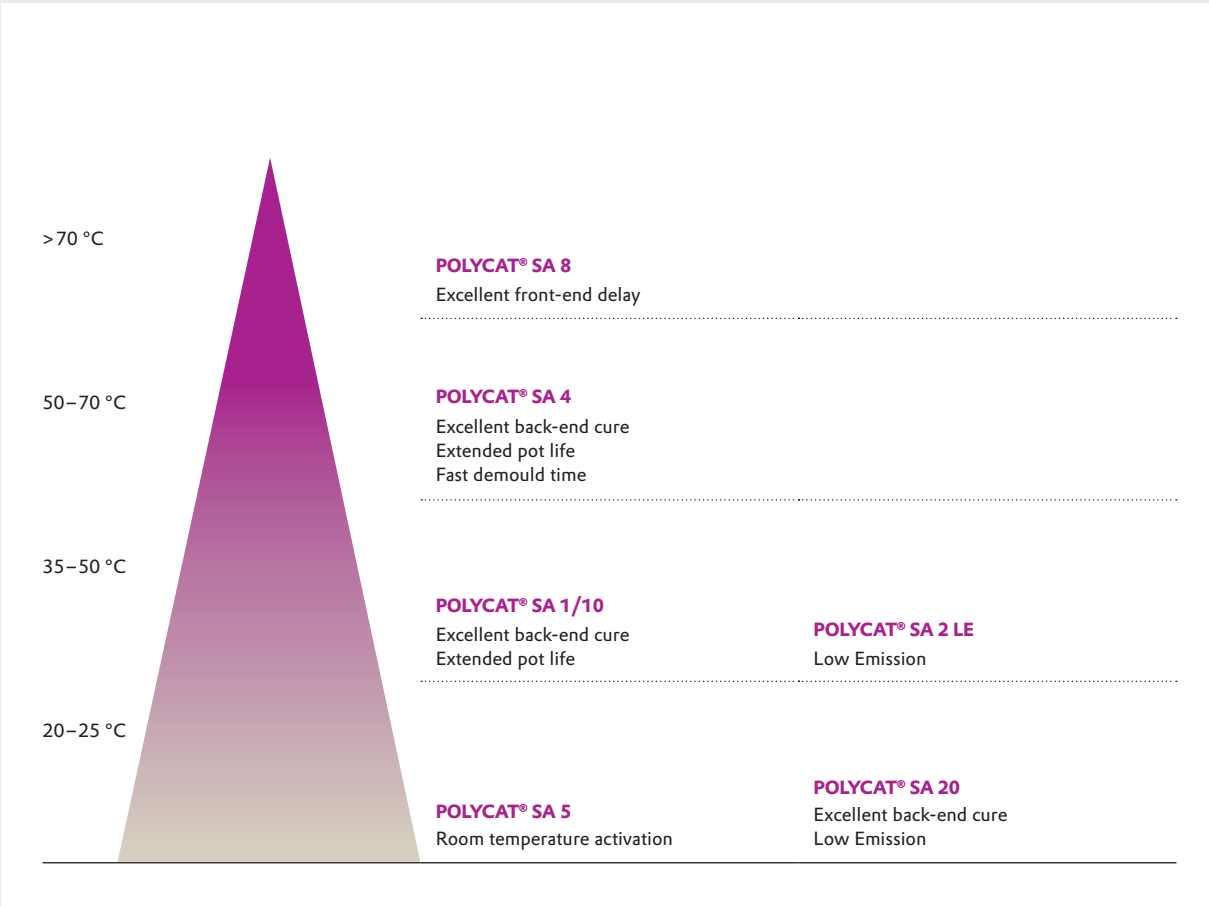 >70 °C
POLYCAT® SA 8
Excellent front-end delay
50–70 °C
POLYCAT® SA 4
Excellent back-end cure
Extended pot life
Fast demould time
35–50 °C
POLYCAT® SA 1/10
Excellent back-end cure
Extended pot life
POLYCAT® SA 2 LE
Low Emission
20–25 °C
POLYCAT® SA 5
Room temperature activation
POLYCAT® SA 20
Excellent back-end cure
Low Emission